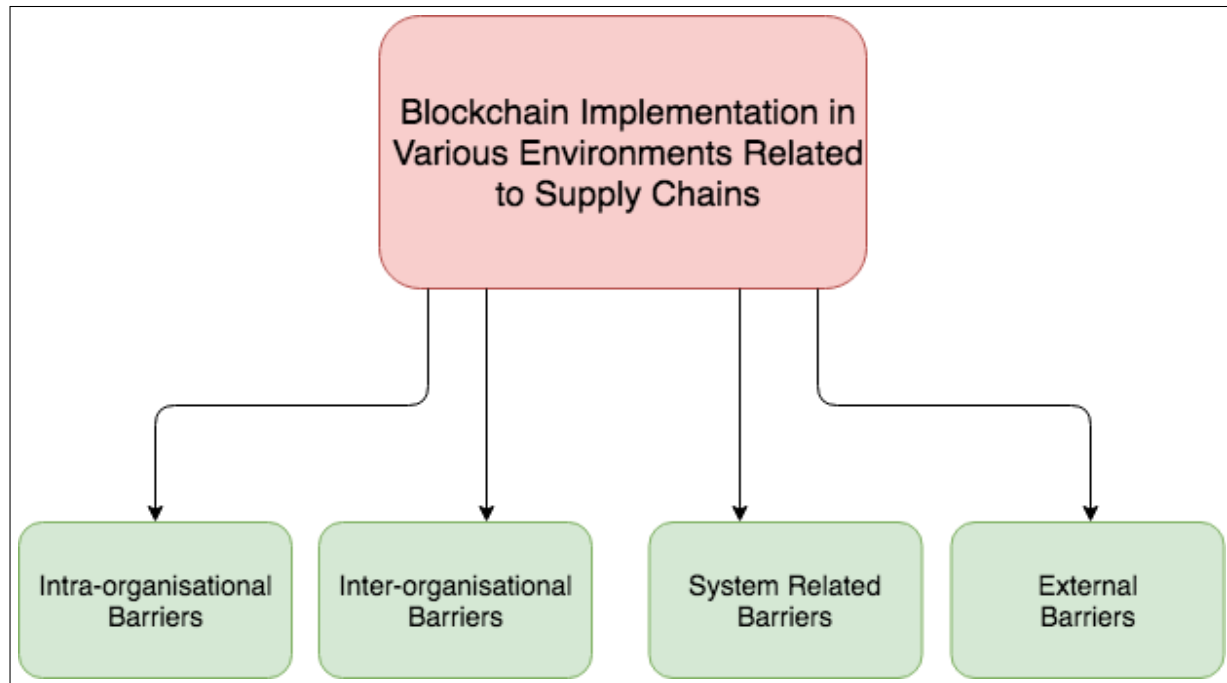 Blockchain Implementation in
Various Environments Related
to Supply Chains
Intra-organisational
Barriers
Inter-organisational
Barriers
System Related
Barriers
External
Barriers